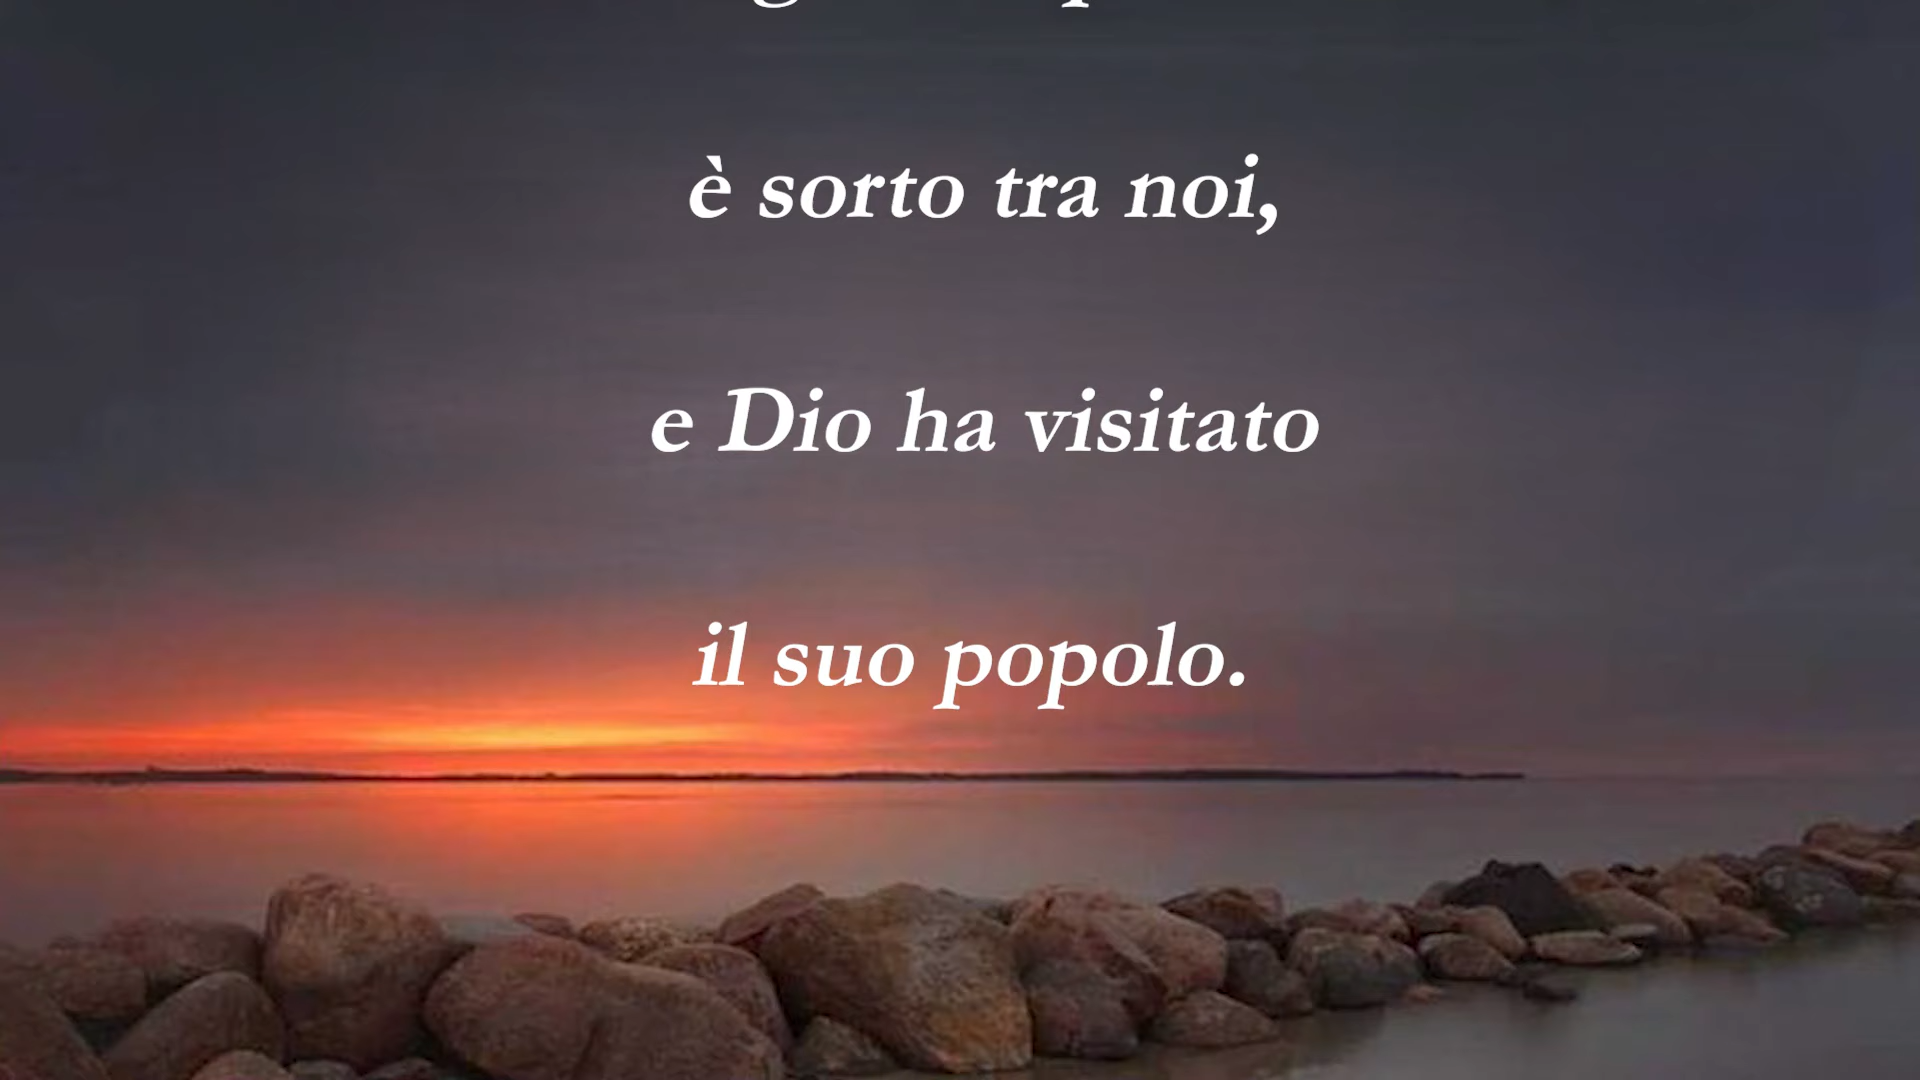 è sorto tra noi,
e Dio ha visitato
il suo popolo.